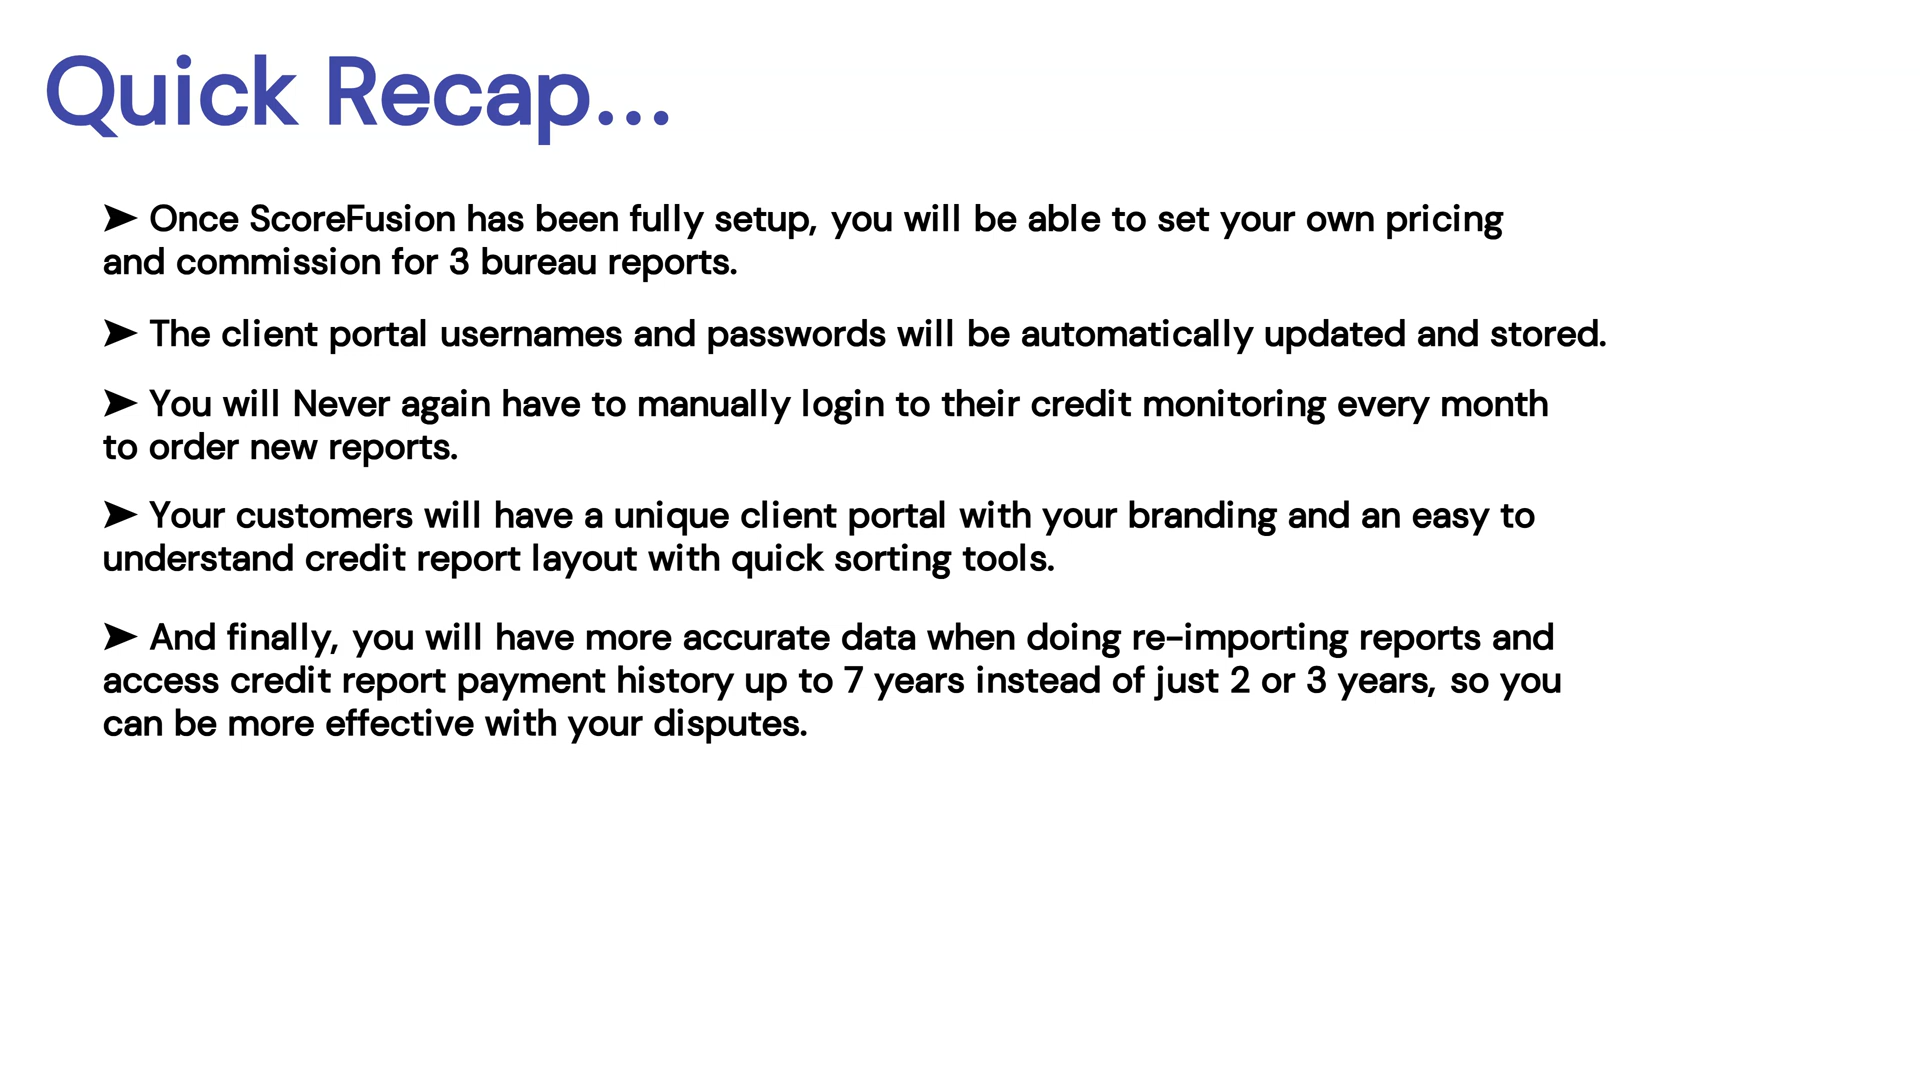 Quick Recap...
➤ Once ScoreFusion has been fully setup, you will be able to set your own pricing
and commission for 3 bureau reports.
➤ The client portal usernames and passwords will be automatically updated and stored.
➤ You will Never again have to manually login to their credit monitoring every month
to order new reports.
➤ Your customers will have a unique client portal with your branding and an easy to
understand credit report layout with quick sorting tools.
➤ And finally, you will have more accurate data when doing re-importing reports and
access credit report payment history up to 7 years instead of just 2 or 3 years, so you
can be more effective with your disputes.